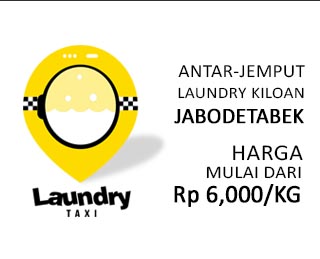 ANTAR-JEMPUT
LAUNDRY KILOAN
JABODETABEK
HARGA
MULAI DARI
Rp 6,000/KG
Laundry
TAXI